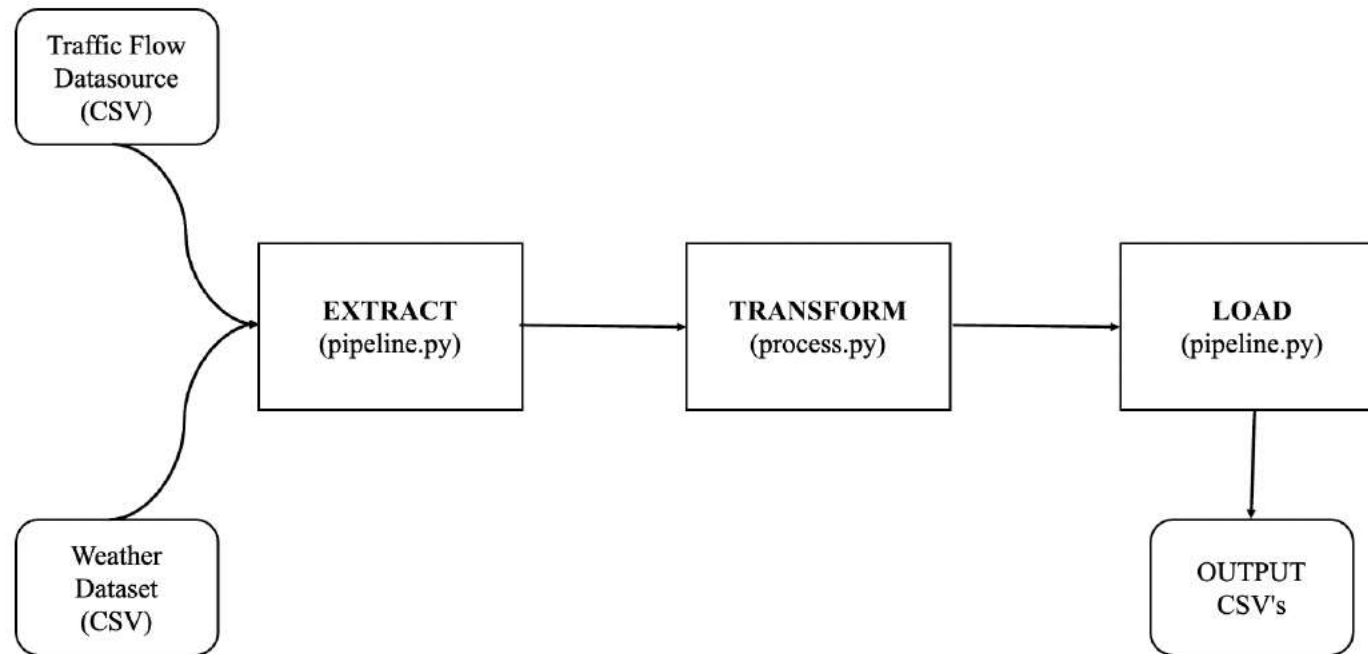 Traffic Flow
Datasource
(CSV)
EXTRACT
(pipeline.py)
TRANSFORM
(process.py)
LOAD
(pipeline.py)
Weather
Dataset
(CSV)
OUTPUT
CSV's